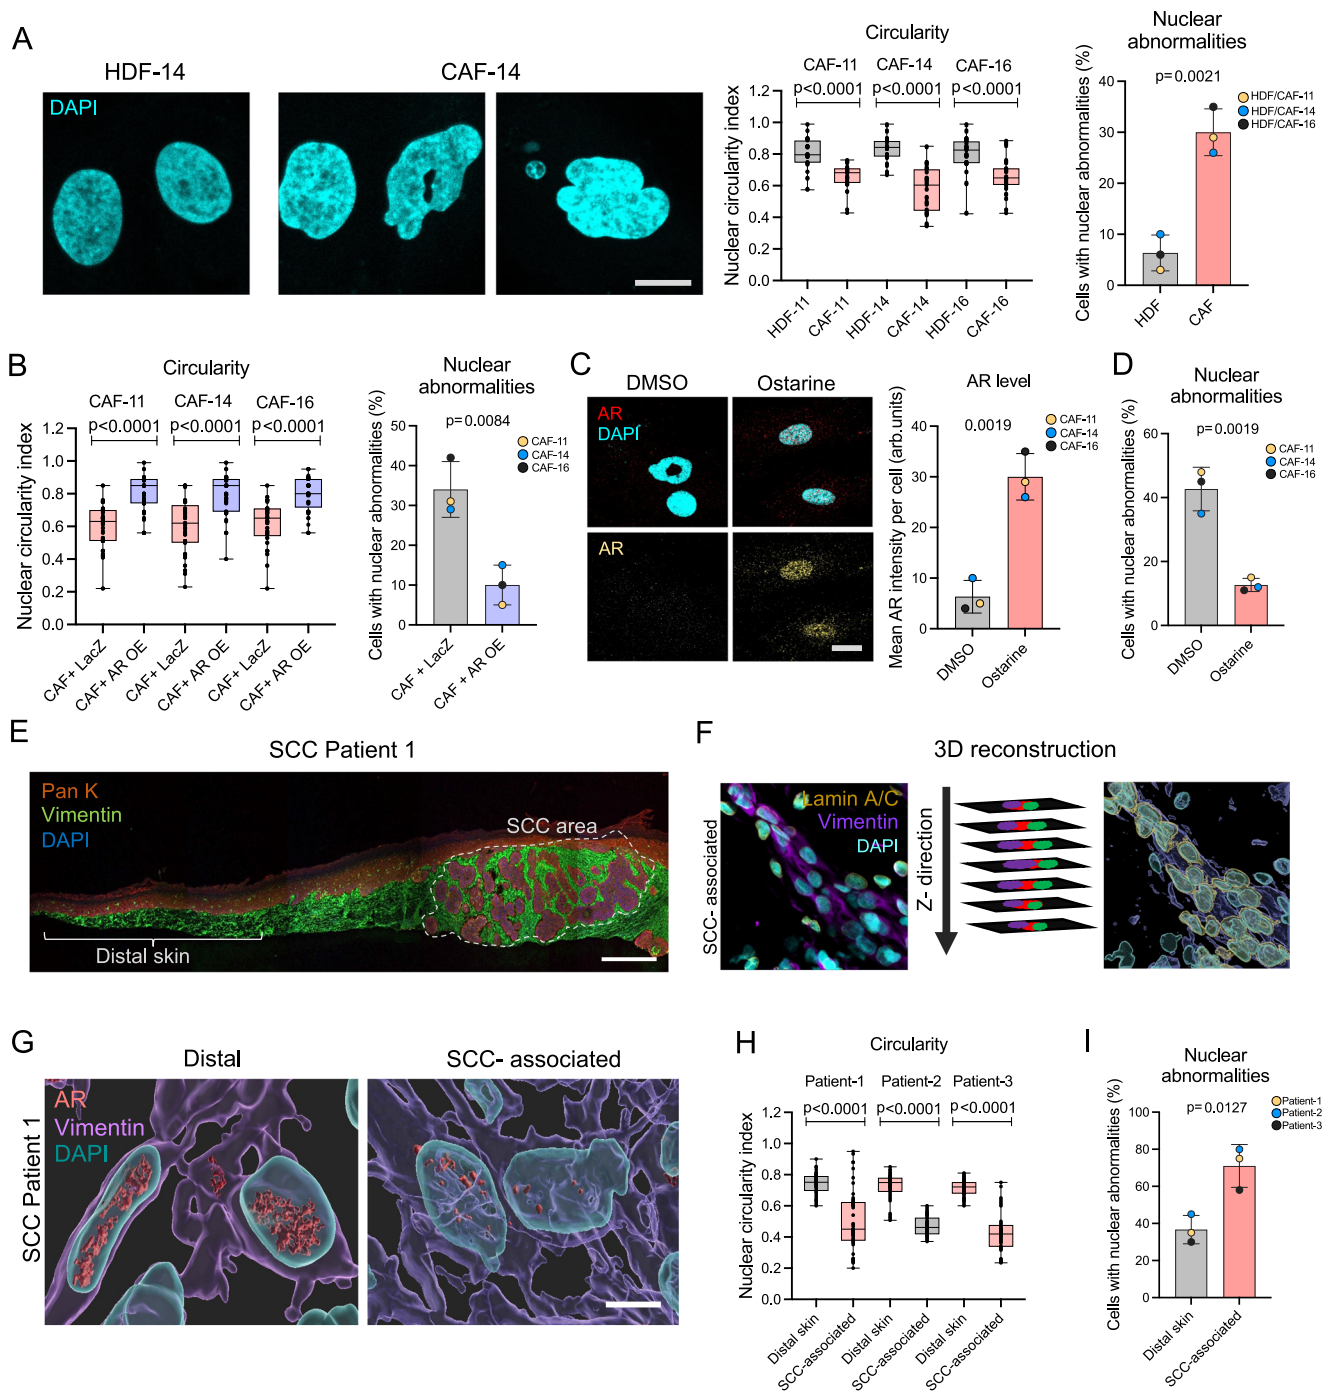 A
HDF-14
CAF-14
DAPI
Circularity
CAF-11
CAF-14
CAF-16
p<0.0001
p<0.0001
p<0.0001
Nuclear circularity index
1.2
1.0
0.8
0.6
0.4
0.2
0.0
HDF-11
CAF-11
HDF-14
CAF-14
HDF-16
CAF-16
Nuclear
abnormalities
p=0.0021
Cells with nuclear abnormalities (%)
40
30
20
10
0
HDF
CAF
HDF/CAF-11
HDF/CAF-14
HDF/CAF-16
B
Circularity
CAF-11
CAF-14
CAF-16
p<0.0001
p<0.0001
p<0.0001
Nuclear circularity index
1.2
1.0
0.8
0.6
0.4
0.2
0.0
CAF+ LacZ
CAF+ AR OE
CAF+ LacZ
CAF+ AR OE
CAF+ LacZ
CAF+ AR OE
Nuclear
abnormalities
p=0.0084
Cells with nuclear abnormalities (%)
50
40
30
20
10
0
CAF + LacZ
CAF + AR OE
CAF-11
CAF-14
CAF-16
C
DMSO
Ostarine
AR
DAPI
AR
AR level
0.0019
Mean AR intensity per cell (arb.units)
40
30
20
10
0
DMSO
Ostarine
CAF-11
CAF-14
CAF-16
D
Nuclear
abnormalities
p=0.0019
Cells with nuclear abnormalities (%)
60
40
20
0
DMSO
Ostarine
CAF-11
CAF-14
CAF-16
E
SCC Patient 1
Pan K
Vimentin
DAPI
SCC area
Distal skin
F
3D reconstruction
SCC- associated
Lamin A/C
Vimentin
DAPI
Z- direction
G
Distal
SCC- associated
SCC Patient 1
AR
Vimentin
DAPI
H
Circularity
Patient-1
Patient-2
Patient-3
p<0.0001
p<0.0001
p<0.0001
Nuclear circularity index
1.2
1.0
0.8
0.6
0.4
0.2
0.0
Distal skin
SCC-associated
Distal skin
SCC-associated
Distal skin
SCC-associated
I
Nuclear
abnormalities
p=0.0127
Cells with nuclear abnormalities (%)
100
80
60
40
20
0
Distal skin
SCC-associated
Patient-1
Patient-2
Patient-3